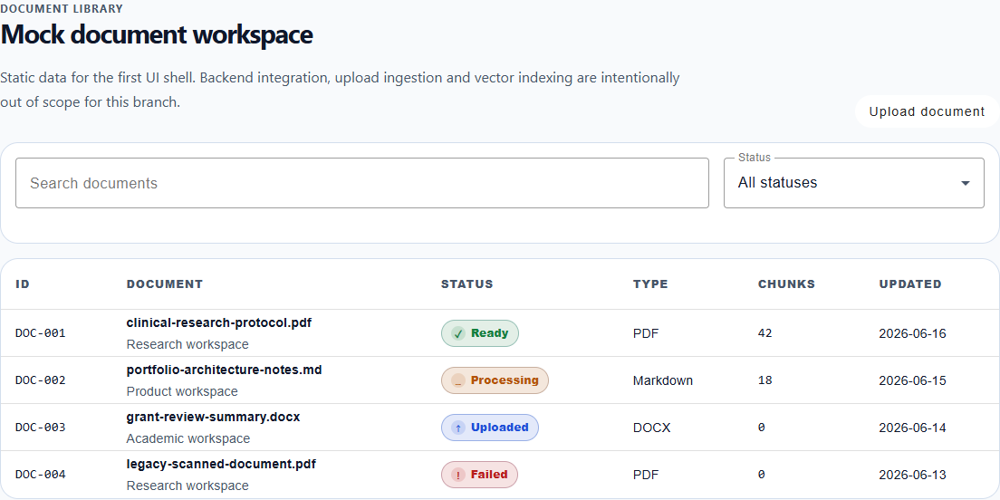 DOCUMENT LIBRARY
Mock document workspace
Static data for the first UI shell. Backend integration, upload ingestion and vector indexing are intentionally
out of scope for this branch.
Upload document
Status
Search documents
All statuses
ID DOCUMENT STATUS TYPE CHUNKS UPDATED
clinical-research-protocol.pdf
DOC-001 ✓ Ready PDF 42 2026-06-16
Research workspace
portfolio-architecture-notes.md
DOC-002 … Processing Markdown 18 2026-06-15
Product workspace
grant-review-summary.docx
DOC-003 ↑ Uploaded DOCX 0 2026-06-14
Academic workspace
legacy-scanned-document.pdf
DOC-004 ! Failed PDF 0 2026-06-13
Research workspace